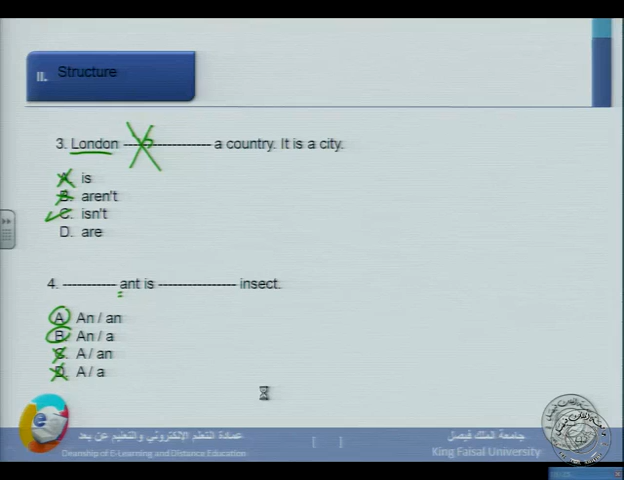 II. Structure
3. London ------------------- a country. It is a city.
A. is
B. aren't
C. isn't
D. are
4. ----------- ant is ---------------- insect.
A. An / an
B. An / a
C. A / an
D. A / a
عمادة التعلم الإلكتروني والتعليم عن بعد
Deanship of E-Learning and Distance Education
[ ]
جامعة الملك فيصل
King Faisal University